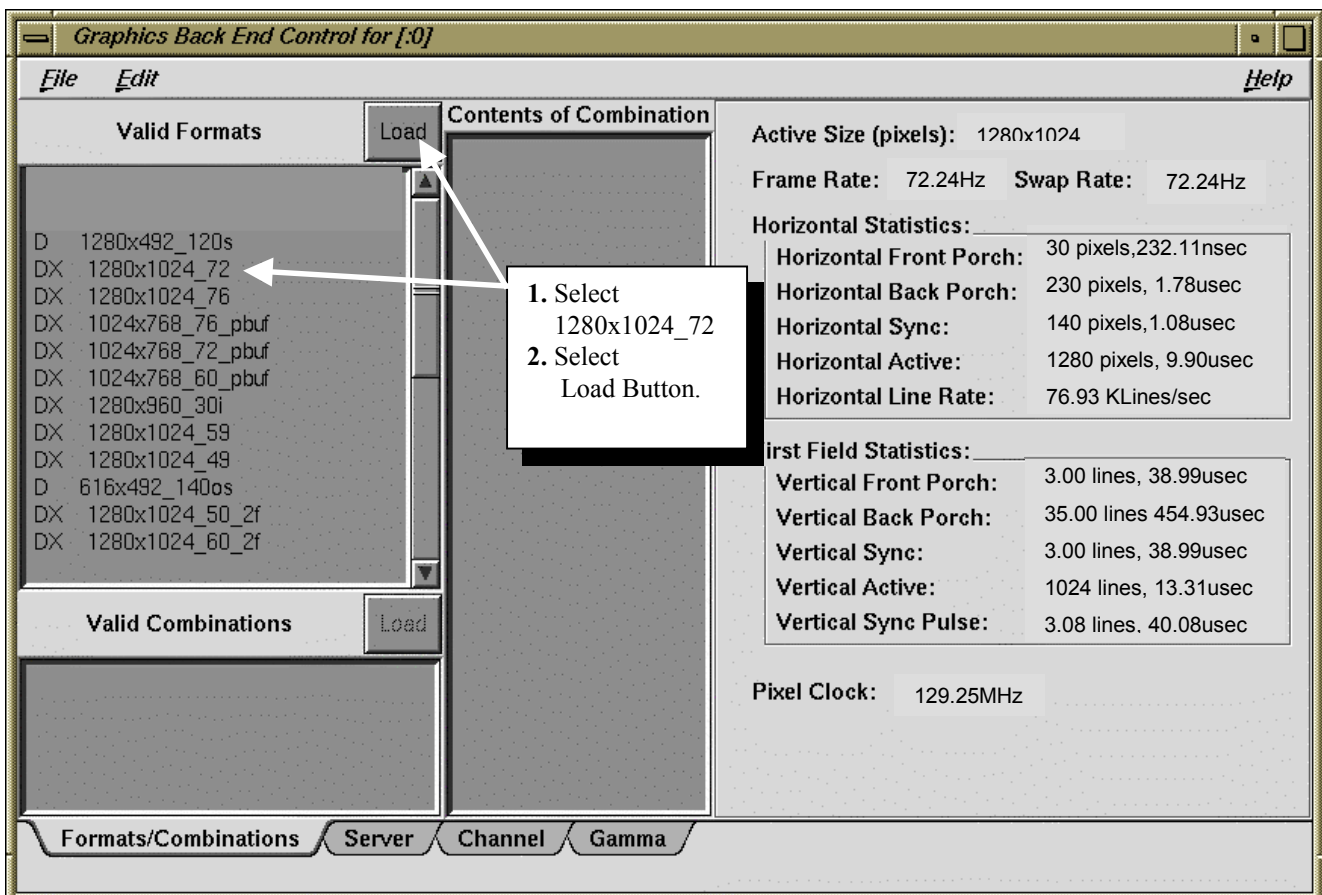 Graphics Back End Control for [:0]
File Edit Help
Valid Formats
Load
D 1280x492_120s
DX 1280x1024_72
DX 1280x1024_76
DX 1024x768_76_pbuf
DX 1024x768_72_pbuf
DX 1024x768_60_pbuf
DX 1280x960_30i
DX 1280x1024_59
DX 1280x1024_49
D 616x492_140os
DX 1280x1024_50_2f
DX 1280x1024_60_2f
Valid Combinations
Load
Contents of Combination
1. Select
1280x1024_72
2. Select
Load Button.
Active Size (pixels): 1280x1024
Frame Rate: 72.24Hz Swap Rate: 72.24Hz
Horizontal Statistics:
Horizontal Front Porch: 30 pixels,232.11nsec
Horizontal Back Porch: 230 pixels, 1.78usec
Horizontal Sync: 140 pixels,1.08usec
Horizontal Active: 1280 pixels, 9.90usec
Horizontal Line Rate: 76.93 KLines/sec
irst Field Statistics:
Vertical Front Porch: 3.00 lines, 38.99usec
Vertical Back Porch: 35.00 lines 454.93usec
Vertical Sync: 3.00 lines, 38.99usec
Vertical Active: 1024 lines, 13.31usec
Vertical Sync Pulse: 3.08 lines, 40.08usec
Pixel Clock: 129.25MHz
Formats/Combinations Server Channel Gamma